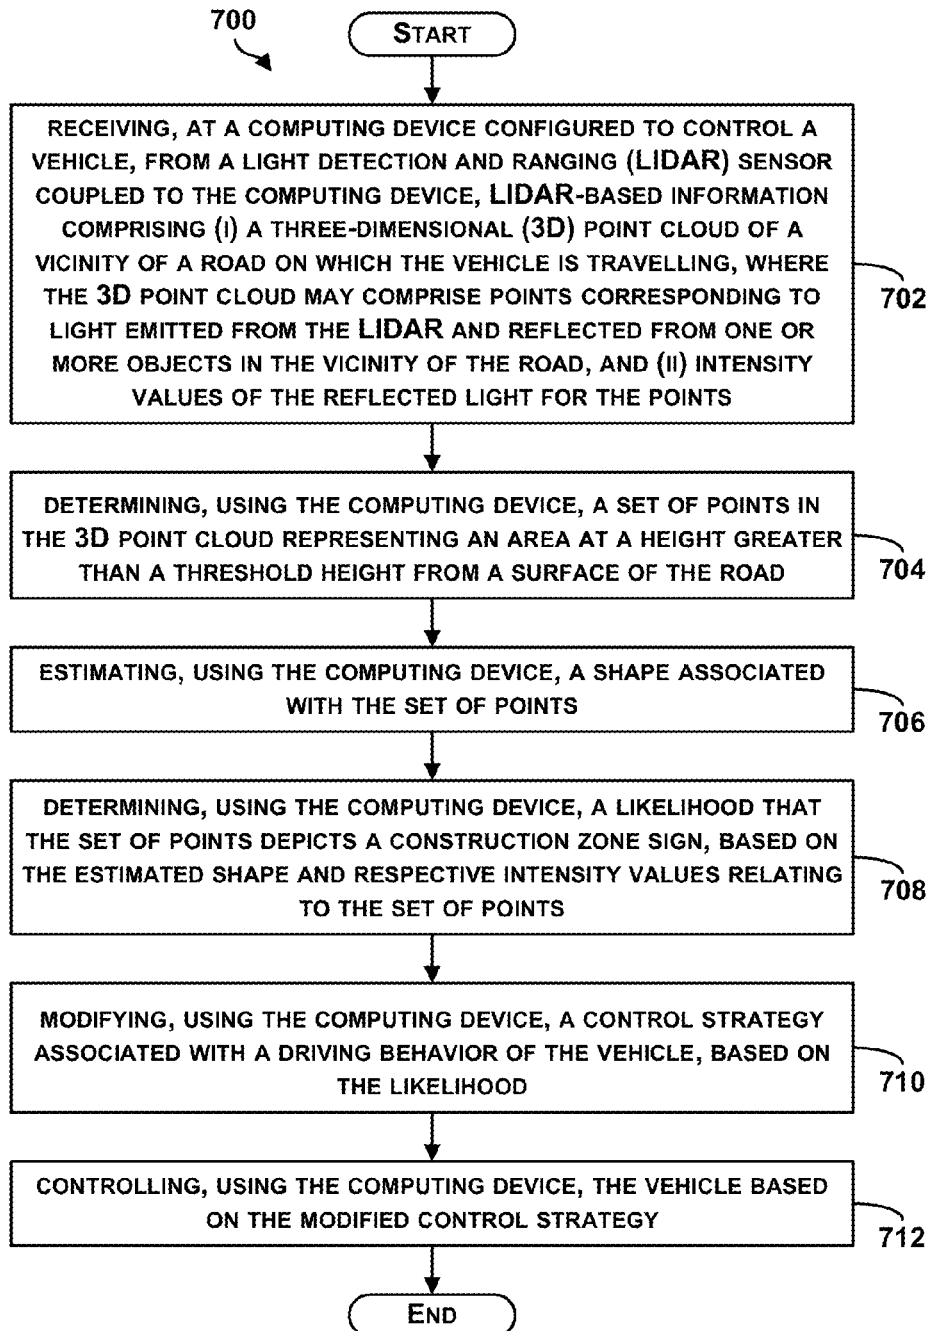 700
START
RECEIVING, AT A COMPUTING DEVICE CONFIGURED TO CONTROL A
VEHICLE, FROM A LIGHT DETECTION AND RANGING (LIDAR) SENSOR
COUPLED TO THE COMPUTING DEVICE, LIDAR-BASED INFORMATION
COMPRISING (I) A THREE-DIMENSIONAL (3D) POINT CLOUD OF A
VICINITY OF A ROAD ON WHICH THE VEHICLE IS TRAVELLING, WHERE
THE 3D POINT CLOUD MAY COMPRISE POINTS CORRESPONDING TO
LIGHT EMITTED FROM THE LIDAR AND REFLECTED FROM ONE OR
MORE OBJECTS IN THE VICINITY OF THE ROAD, AND (II) INTENSITY
VALUES OF THE REFLECTED LIGHT FOR THE POINTS
702
DETERMINING, USING THE COMPUTING DEVICE, A SET OF POINTS IN
THE 3D POINT CLOUD REPRESENTING AN AREA AT A HEIGHT GREATER
THAN A THRESHOLD HEIGHT FROM A SURFACE OF THE ROAD
704
ESTIMATING, USING THE COMPUTING DEVICE, A SHAPE ASSOCIATED
WITH THE SET OF POINTS
706
DETERMINING, USING THE COMPUTING DEVICE, A LIKELIHOOD THAT
THE SET OF POINTS DEPICTS A CONSTRUCTION ZONE SIGN, BASED ON
THE ESTIMATED SHAPE AND RESPECTIVE INTENSITY VALUES RELATING
TO THE SET OF POINTS
708
MODIFYING, USING THE COMPUTING DEVICE, A CONTROL STRATEGY
ASSOCIATED WITH A DRIVING BEHAVIOR OF THE VEHICLE, BASED ON
THE LIKELIHOOD
710
CONTROLLING, USING THE COMPUTING DEVICE, THE VEHICLE BASED
ON THE MODIFIED CONTROL STRATEGY
712
END